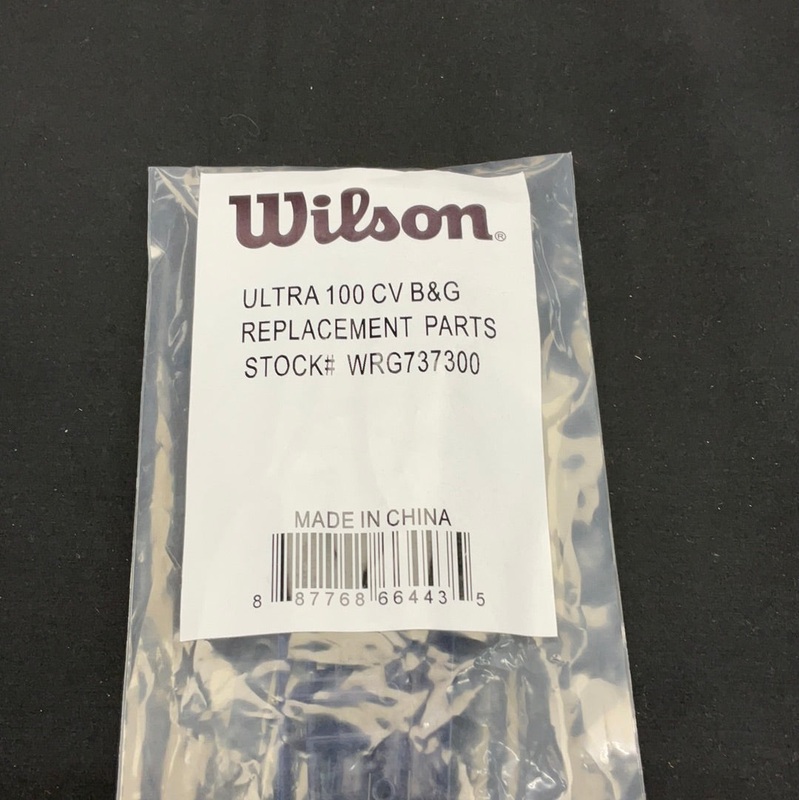 Wilson®
ULTRA 100 CV B&G
REPLACEMENT PARTS
STOCK# WRG737300
MADE IN CHINA
8 87768 66443 5